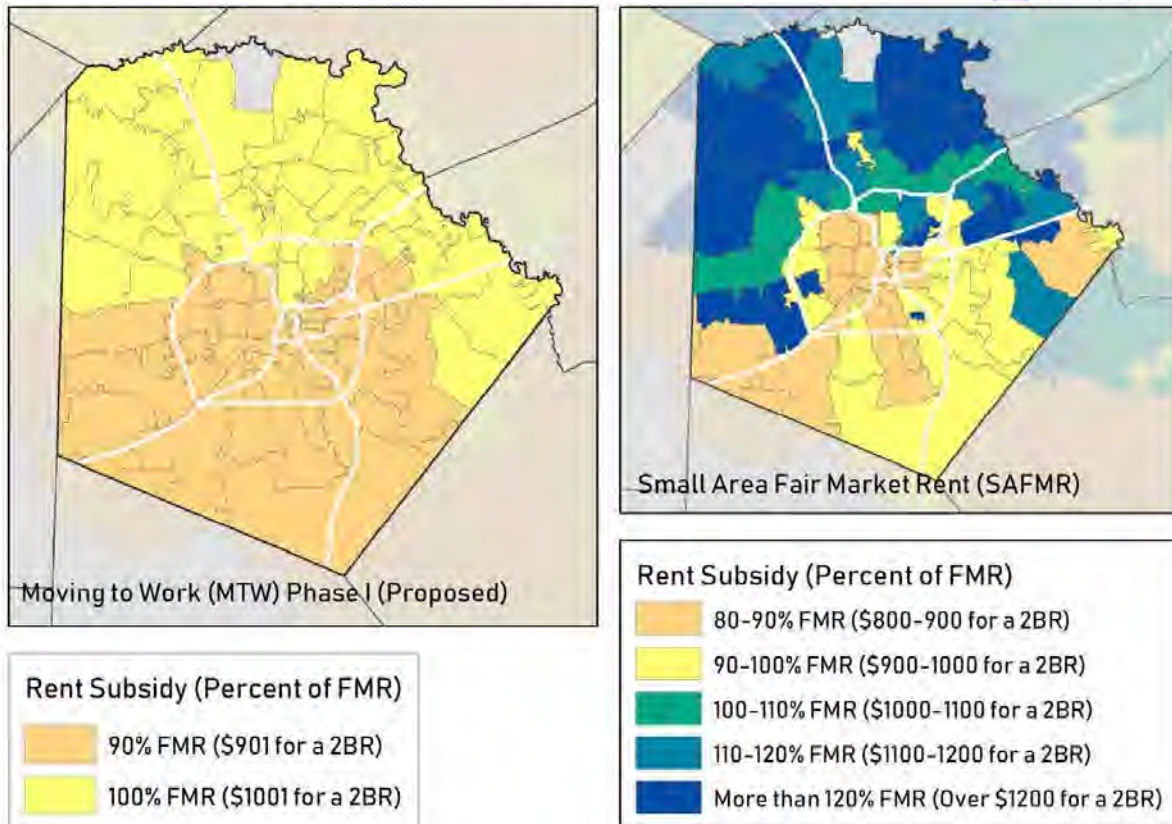 Moving to Work (MTW) Phase I (Proposed)
Rent Subsidy (Percent of FMR)
90% FMR ($901 for a 2BR)
100% FMR ($1001 for a 2BR)
Small Area Fair Market Rent (SAFMR)
Rent Subsidy (Percent of FMR)
80-90% FMR ($800-900 for a 2BR)
90-100% FMR ($900-1000 for a 2BR)
100-110% FMR ($1000-1100 for a 2BR)
110-120% FMR ($1100-1200 for a 2BR)
More than 120% FMR (Over $1200 for a 2BR)